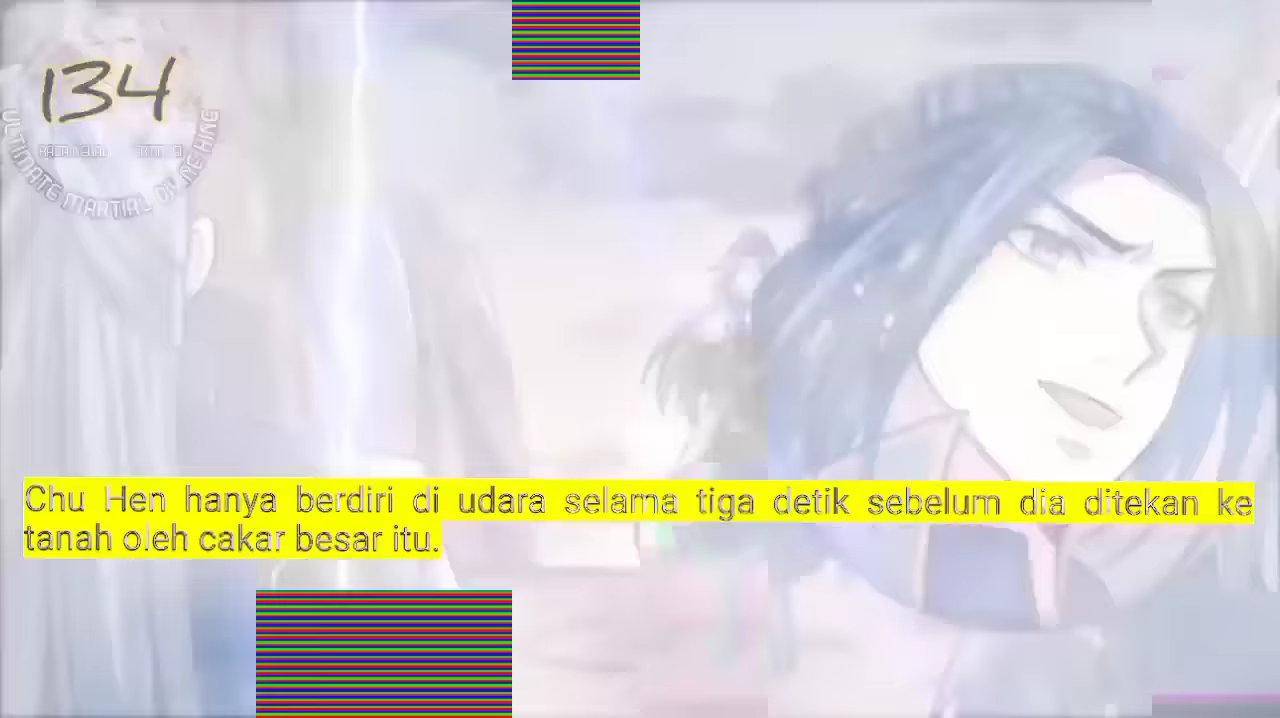 134
ULTIMATE MARTIAL
Chu Hen hanya berdiri di udara selama tiga detik sebelum dia ditekan ke
tanah oleh cakar besar itu.